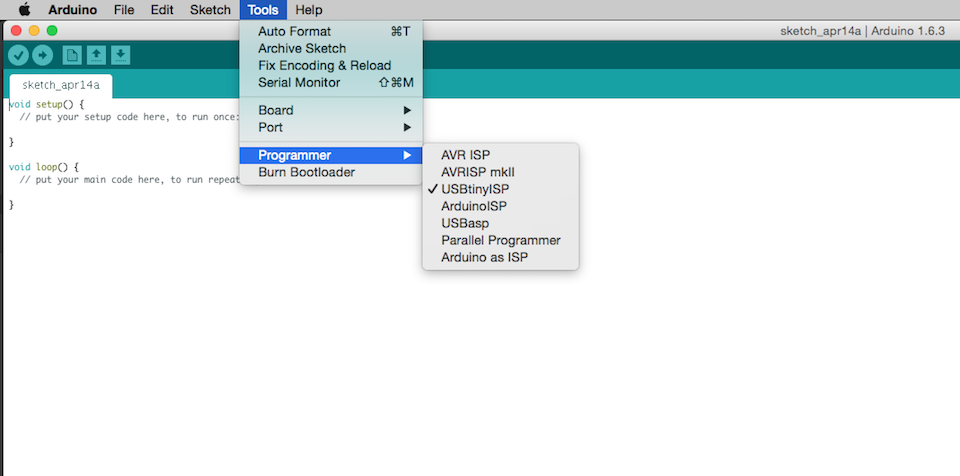 Arduino File Edit Sketch Tools Help
sketch_apr14a | Arduino 1.6.3
Auto Format ⌘T
Archive Sketch
Fix Encoding & Reload
Serial Monitor ⇧⌘M
Board ▶
Port ▶
Programmer ▶
Burn Bootloader
AVR ISP
AVRISP mkII
✓ USBtinyISP
ArduinoISP
USBasp
Parallel Programmer
Arduino as ISP
sketch_apr14a
void setup() {
// put your setup code here, to run once:
}
void loop() {
// put your main code here, to run repeat
}